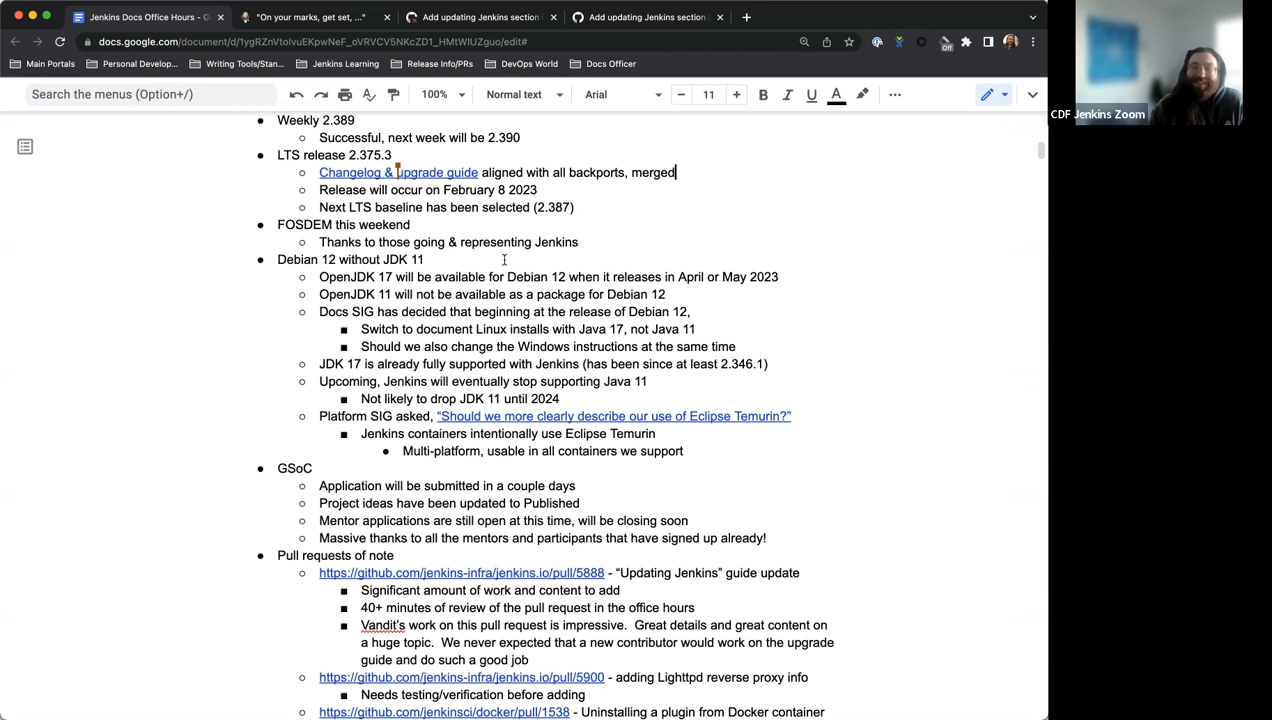 Jenkins Docs Office Hours - G
"On your marks, get set, ..."
Add updating Jenkins section
Add updating Jenkins section
docs.google.com/document/d/1ygRZnVtoIvuEKpwNeF_oVRVCV5NKcZD1_HMtWlUZguo/edit#
Off
Main Portals
Personal Develop...
Writing Tools/Stan...
Jenkins Learning
Release Info/PRs
DevOps World
Docs Officer
Search the menus (Option+/)
100%
Normal text
Arial
− 11 +
B I U A
CDF Jenkins Zoom
● Weekly 2.389
○ Successful, next week will be 2.390
● LTS release 2.375.3
○ Changelog & upgrade guide aligned with all backports, merged
○ Release will occur on February 8 2023
○ Next LTS baseline has been selected (2.387)
● FOSDEM this weekend
○ Thanks to those going & representing Jenkins
● Debian 12 without JDK 11
○ OpenJDK 17 will be available for Debian 12 when it releases in April or May 2023
○ OpenJDK 11 will not be available as a package for Debian 12
○ Docs SIG has decided that beginning at the release of Debian 12,
■ Switch to document Linux installs with Java 17, not Java 11
■ Should we also change the Windows instructions at the same time
○ JDK 17 is already fully supported with Jenkins (has been since at least 2.346.1)
○ Upcoming, Jenkins will eventually stop supporting Java 11
■ Not likely to drop JDK 11 until 2024
○ Platform SIG asked, “Should we more clearly describe our use of Eclipse Temurin?”
■ Jenkins containers intentionally use Eclipse Temurin
● Multi-platform, usable in all containers we support
● GSoC
○ Application will be submitted in a couple days
○ Project ideas have been updated to Published
○ Mentor applications are still open at this time, will be closing soon
○ Massive thanks to all the mentors and participants that have signed up already!
● Pull requests of note
○ https://github.com/jenkins-infra/jenkins.io/pull/5888 - “Updating Jenkins” guide update
■ Significant amount of work and content to add
■ 40+ minutes of review of the pull request in the office hours
■ Vandit’s work on this pull request is impressive. Great details and great content on
a huge topic. We never expected that a new contributor would work on the upgrade
guide and do such a good job
○ https://github.com/jenkins-infra/jenkins.io/pull/5900 - adding Lighttpd reverse proxy info
■ Needs testing/verification before adding
○ https://github.com/jenkinsci/docker/pull/1538 - Uninstalling a plugin from Docker container